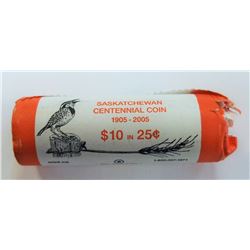 SASKATCHEWAN
CENTENNIAL COIN
1905 - 2005
$10 IN 25¢